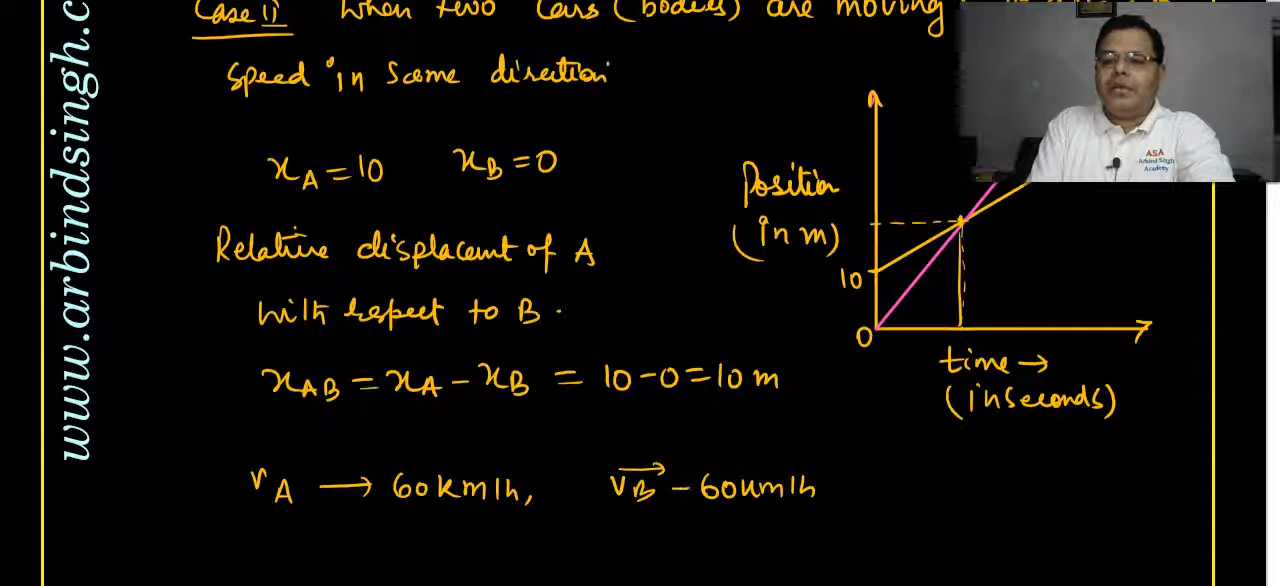 Case II When two Cars (bodies) are moving
speed in same direction
xA = 10 xB = 0
Relative displacemt of A
with respect to B .
xAB = xA - xB = 10 - 0 = 10 m
vA → 60 km/h, VB - 60 km/h
Position
(in m)
10
0
time →
(in seconds)
www.arbindsingh.c
ASA
Arbind Singh
Academy